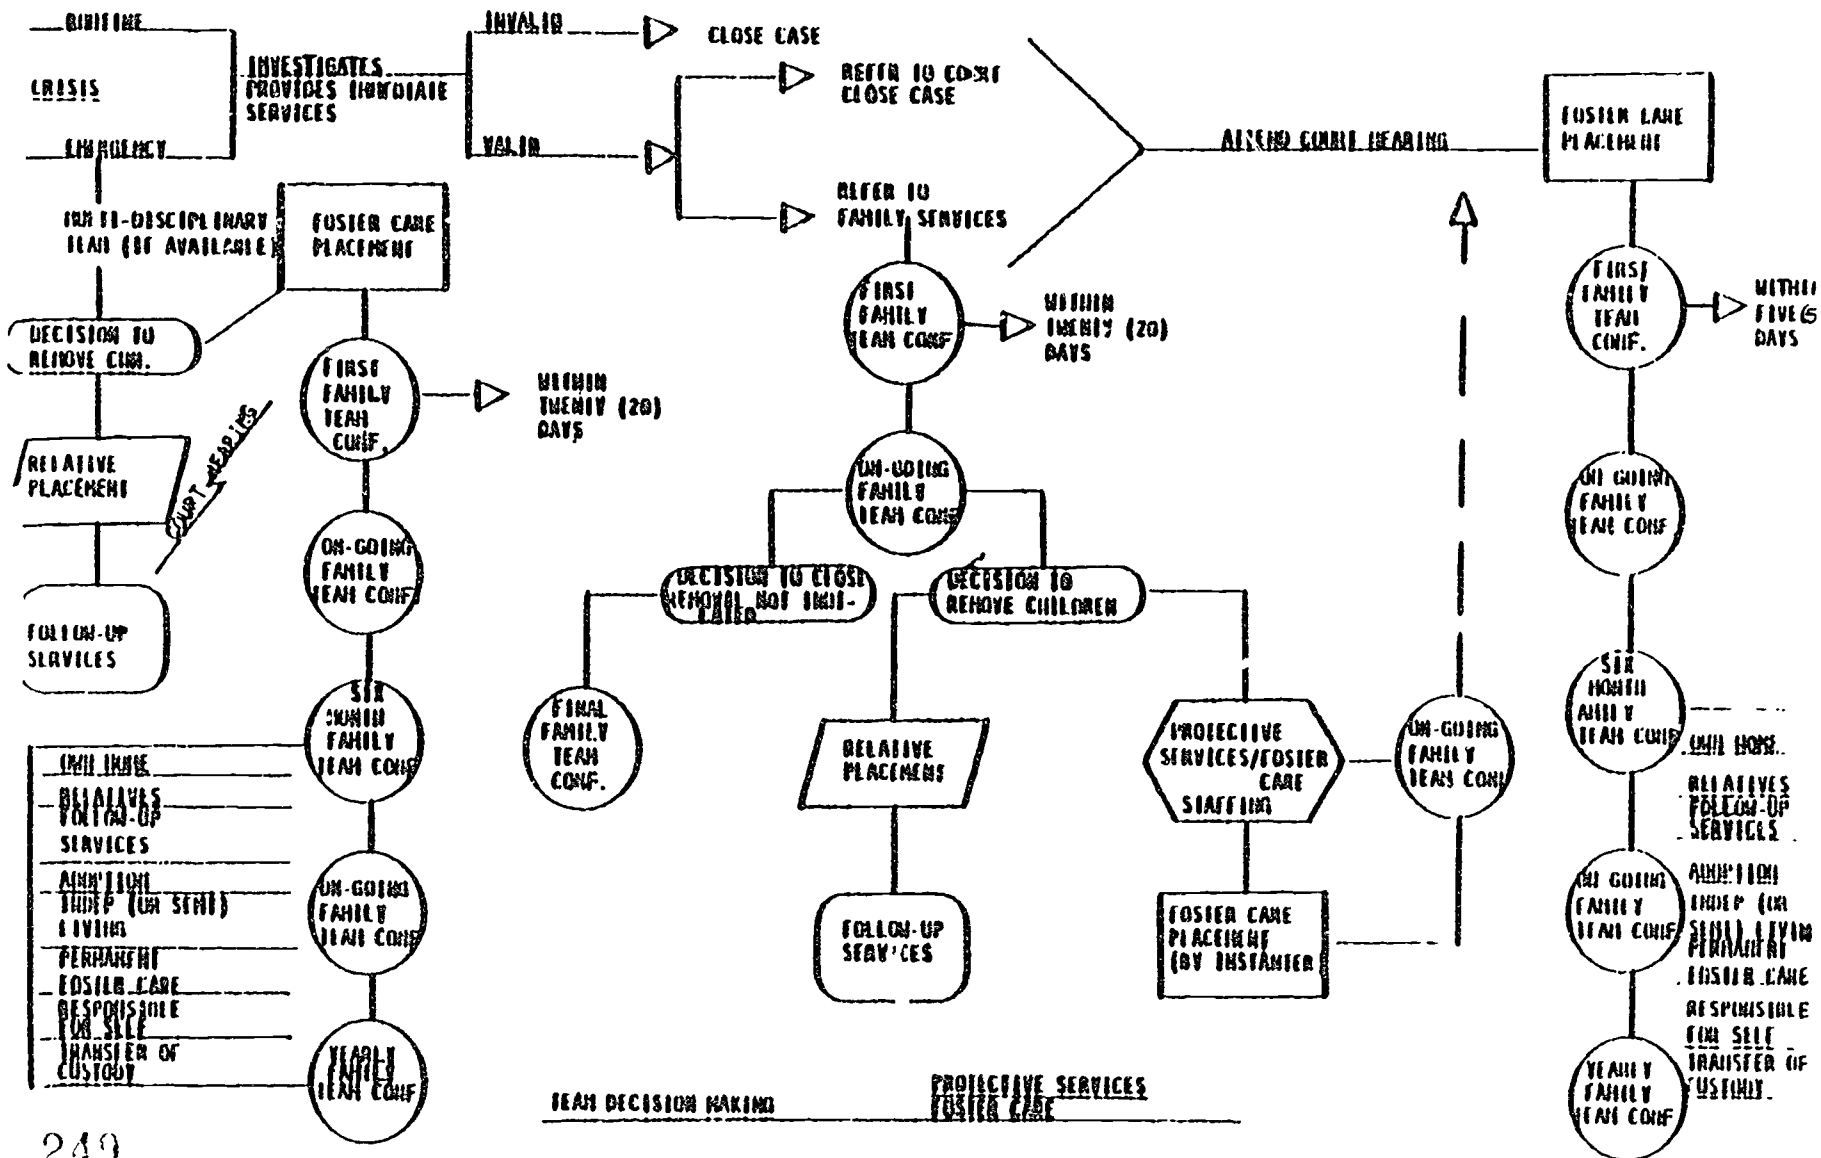 ROUTINE
CRISIS
EMERGENCY
INVESTIGATES
PROVIDES IMMEDIATE
SERVICES
INVALID
CLOSE CASE
VALID
REFER TO COURT
CLOSE CASE
REFER TO
FAMILY SERVICES
ATTEND COURT HEARING
FOSTER CARE
PLACEMENT
MULTI-DISCIPLINARY
TEAM (IF AVAILABLE)
DECISION TO
REMOVE CHN.
RELATIVE
PLACEMENT
COURT HEARING
FOLLOW-UP
SERVICES
FOSTER CARE
PLACEMENT
FIRST
FAMILY
TEAM
CONF.
WITHIN
TWENTY (20)
DAYS
ON-GOING
FAMILY
TEAM CONF
SIX
MONTH
FAMILY
TEAM CONF
OWN HOME
RELATIVES
FOLLOW-UP
SERVICES
ADOPTION
INDEP (OR SEMI)
LIVING
PERMANENT
FOSTER CARE
RESPONSIBLE
FOR SELF
TRANSFER OF
CUSTODY
ON-GOING
FAMILY
TEAM CONF
YEARLY
FAMILY
TEAM CONF
FIRST
FAMILY
TEAM CONF
WITHIN
TWENTY (20)
DAYS
ON-GOING
FAMILY
TEAM CONF
DECISION TO CLOSE
REMOVAL NOT INDI-
CATED
DECISION TO
REMOVE CHILDREN
FINAL
FAMILY
TEAM
CONF.
RELATIVE
PLACEMENT
FOLLOW-UP
SERVICES
PROTECTIVE
SERVICES/FOSTER
CARE
STAFFING
ON-GOING
FAMILY
TEAM CONF
FOSTER CARE
PLACEMENT
(BY INSTANTER
FIRST
FAMILY
TEAM
CONF.
WITHI
FIVE (5
DAYS
ON GOING
FAMILY
TEAM CONF
SIX
MONTH
AMILY
TEAM CONF
OWN HOME
RELATIVES
FOLLOW-UP
SERVICES
ON GOING
FAMILY
TEAM CONF
ADOPTION
INDEP (OR
SEMI) LIVIN
PERMANENT
FOSTER CARE
RESPONSIBLE
FOR SELF
TRANSFER OF
CUSTODY.
YEARLY
FAMILY
TEAM CONF
TEAM DECISION MAKING
PROTECTIVE SERVICES
FOSTER CARE
249